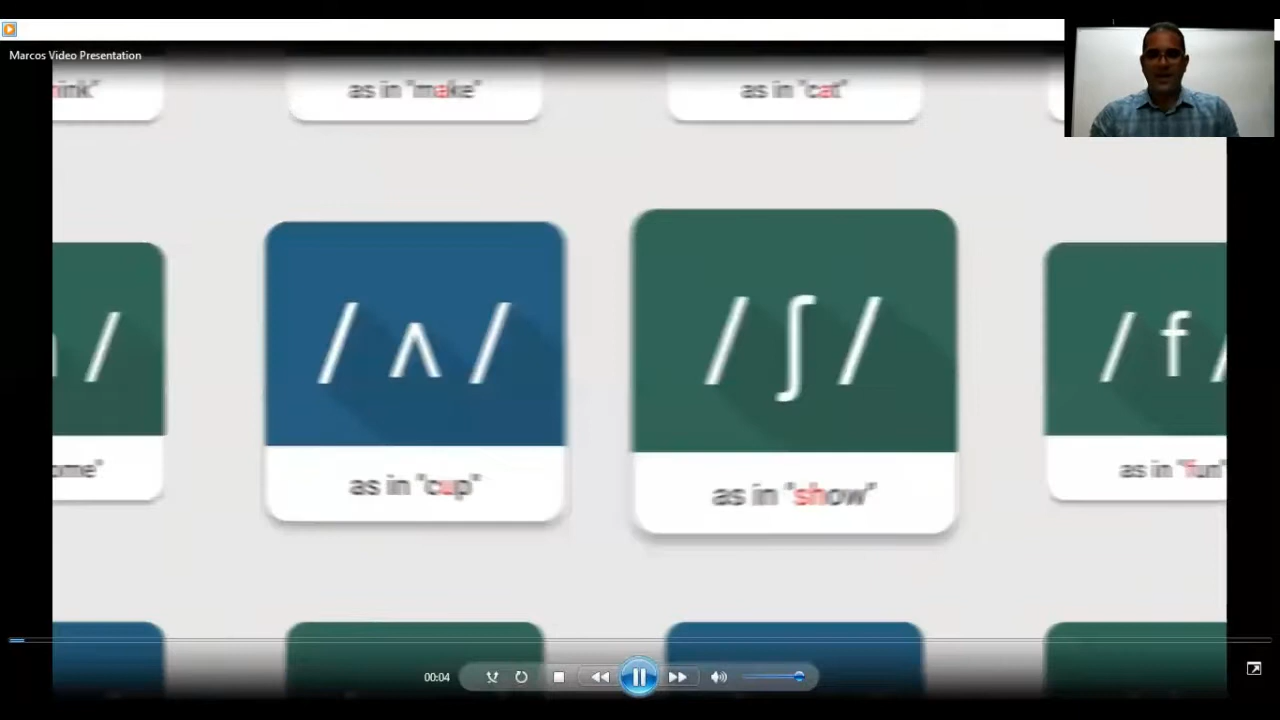 Marcos Video Presentation
as in "make"
as in "cat"
/ ʌ /
as in "cup"
/ ʃ /
as in "show"
/ f /
as in "fun"
00:04